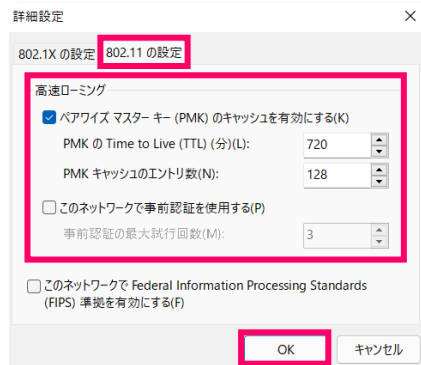 詳細設定
802.1X の設定 802.11 の設定
高速ローミング
ペアワイズ マスター キー (PMK) のキャッシュを有効にする(K)
PMK の Time to Live (TTL) (分)(L): 720
PMK キャッシュのエントリ数(N): 128
このネットワークで事前認証を使用する(P)
事前認証の最大試行回数(M): 3
このネットワークで Federal Information Processing Standards
(FIPS) 準拠を有効にする(F)
OK キャンセル